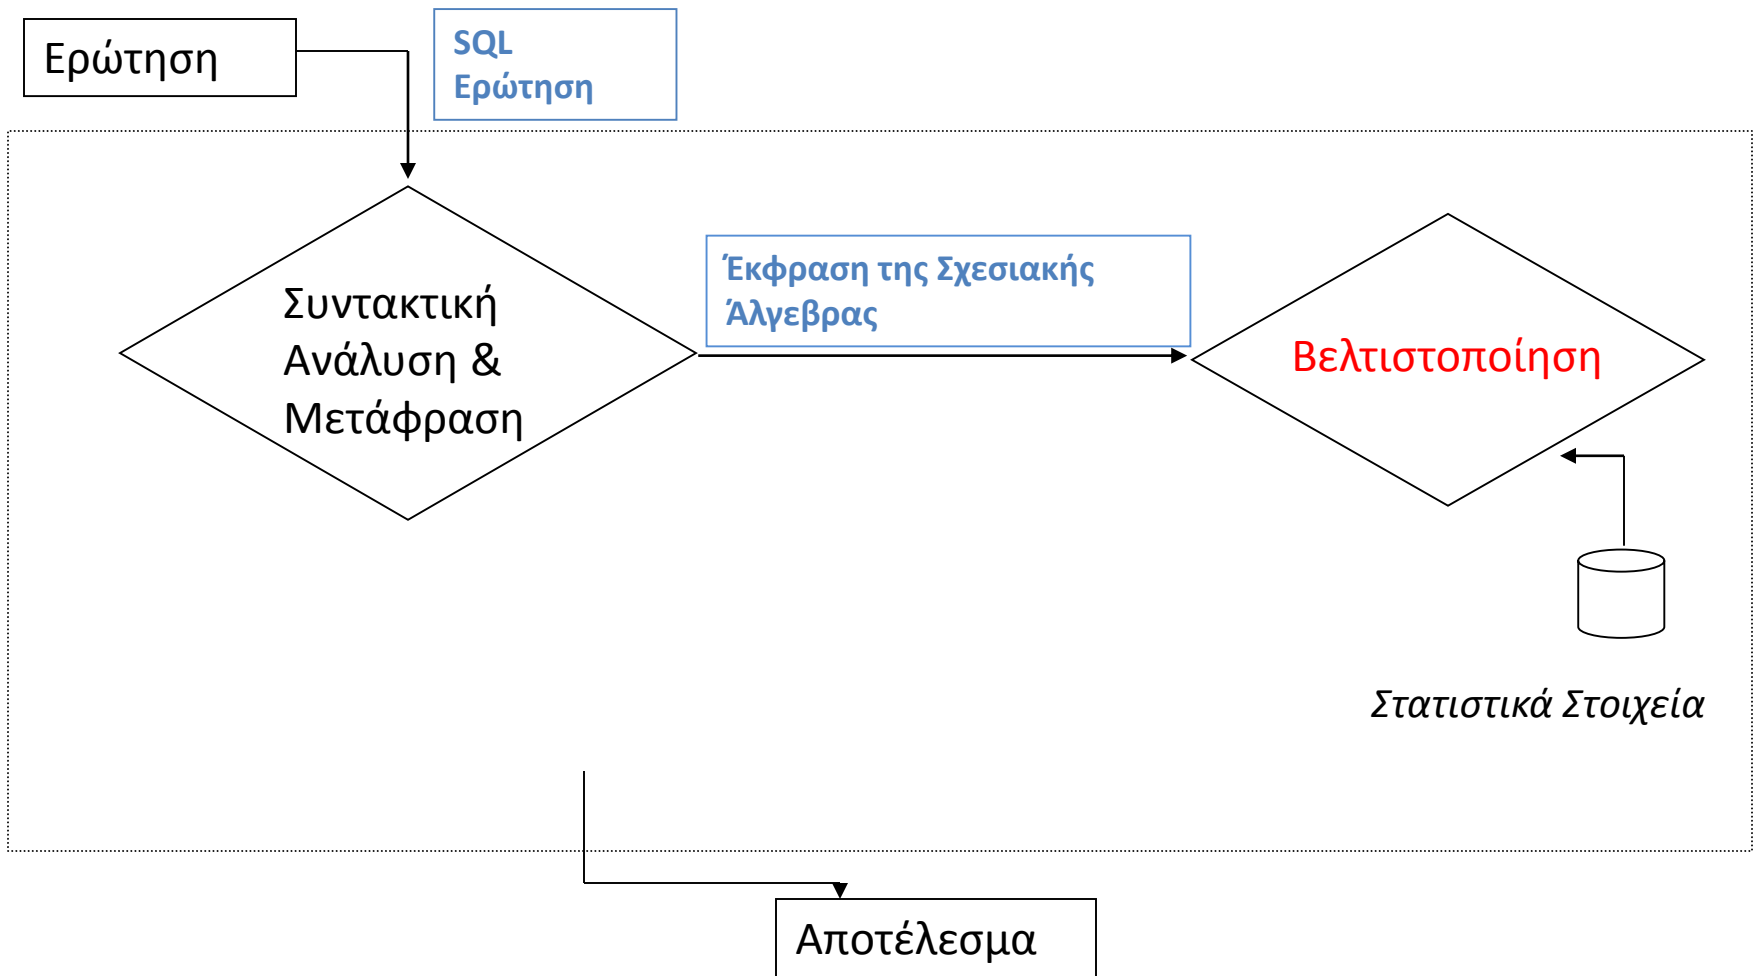 Ερώτηση
SQL
Ερώτηση
Συντακτική
Ανάλυση &
Μετάφραση
Έκφραση της Σχεσιακής
Άλγεβρας
Βελτιστοποίηση
Στατιστικά Στοιχεία
Αποτέλεσμα